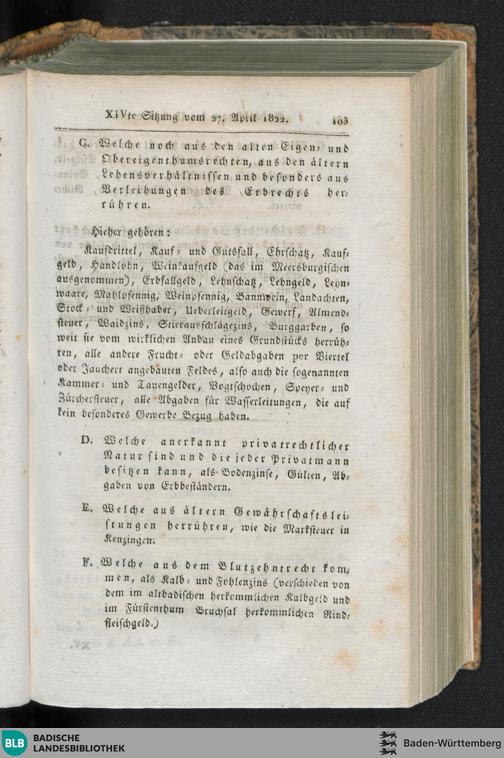 XIVte Sitzung vom 27. April 1822. 103
C. Welche noch aus den alten Eigen- und
Obereigenthumsrechten, aus den ältern
Lehensverhältnissen und besonders aus
Verleihungen des Erbrechts her-
rühren.
Hieher gehören:
Kaufdrittel, Kauf- und Gutsfall, Ehrschatz, Kauf-
geld, Handlohn, Weinkaufgeld (das im Meersburgischen
ausgenommen), Erdfallgeld, Lehnschatz, Lehngeld, Lehn-
waare, Mahlpfennig, Weinpfennig, Bannwein, Landachten,
Stock- und Weißhaber, Ueberleitgeld, Gewerf, Almend-
steuer, Waidzins, Stierausschlägezins, Burggarben, so
weit sie vom wirklichen Anbau eines Grundstücks herrüh-
ren, alle andere Frucht- oder Geldabgaben per Viertel
oder Jauchert angebauten Feldes, also auch die sogenannten
Kammer- und Tauengelder, Vogtschochen, Speyer- und
Zürchersteuer, alle Abgaben für Wasserleitungen, die auf
kein besonderes Gewerbe Bezug haben.
D. Welche anerkannt privatrechtlicher
Natur sind und die jeder Privatmann
besitzen kann, als Bodenzinse, Gülten, Ab-
gaben von Erbbeständern.
E. Welche aus ältern Gewährschaftslei-
stungen herrühren, wie die Marksteuer in
Kenzingen.
F. Welche aus dem Blutzehntrecht kom-
men, als Kalb- und Fohlenzins (verschieden von
dem im altbadischen herkommlichen Kalbgeld und
im Fürstenthum Bruchsal herkommlichen Rind-
fleischgeld.)
BLB BADISCHE
LANDESBIBLIOTHEK
Baden-Württemberg